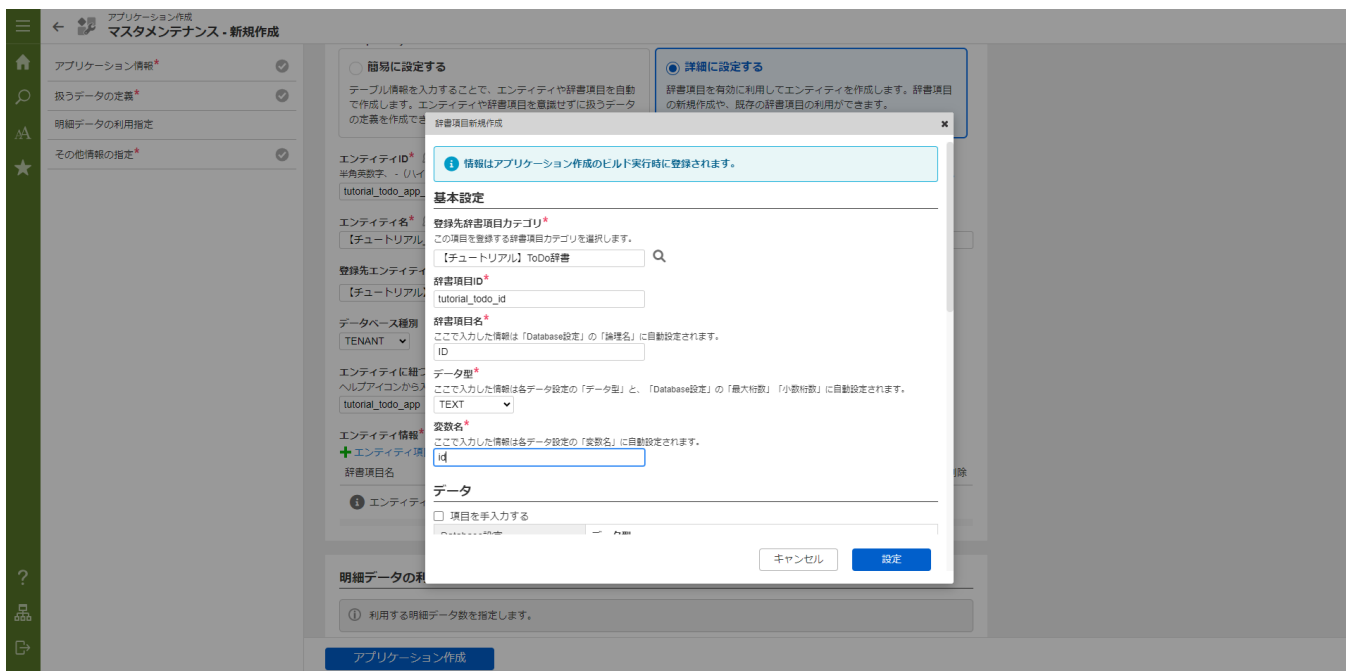 アプリケーション作成
マスタメンテナンス - 新規作成
アプリケーション情報*
扱うデータの定義*
明細データの利用指定
その他情報の指定*
簡易に設定する
テーブル情報を入力することで、エンティティや辞書項目を自動
で作成します。エンティティや辞書項目を意識せずに扱うデータ
の定義を作成でき
詳細に設定する
辞書項目を有効に利用してエンティティを作成します。辞書項目
の新規作成や、既存の辞書項目の利用ができます。
エンティティID*
半角英数字、 - (ハイ
tutorial_todo_app_
エンティティ名*
【チュートリアル
登録先エンティティ
【チュートリアル】
データベース種別
TENANT
エンティティに紐づ
ヘルプアイコンから
tutorial_todo_app
エンティティ情報*
エンティティ項
辞書項目名
削除
エンティティ
明細データの利
利用する明細データ数を指定します。
アプリケーション作成
辞書項目新規作成
情報はアプリケーション作成のビルド実行時に登録されます。
基本設定
登録先辞書項目カテゴリ*
この項目を登録する辞書項目カテゴリを選択します。
【チュートリアル】ToDo辞書
辞書項目ID*
tutorial_todo_id
辞書項目名*
ここで入力した情報は「Database設定」の「論理名」に自動設定されます。
ID
データ型*
ここで入力した情報は各データ設定の「データ型」と、「Database設定」の「最大桁数」「小数桁数」に自動設定されます。
TEXT
変数名*
ここで入力した情報は各データ設定の「変数名」に自動設定されます。
id
データ
項目を手入力する
Database設定
データ型
キャンセル
設定